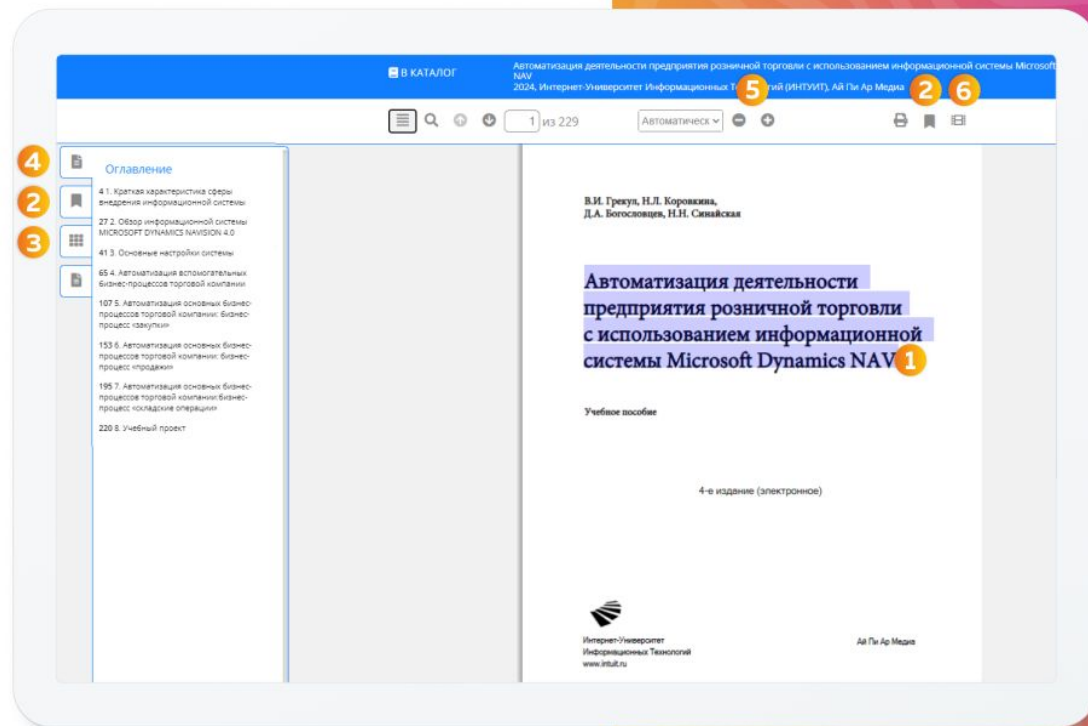 В КАТАЛОГ
Автоматизация деятельности предприятия розничной торговли с использованием информационной системы Microsoft
NAV
2024, Интернет-Университет Информационных гий (ИНТУИТ), Ай Пи Ар Медиа
5
2
6
1 из 229
Автоматическ
4
2
3
Оглавление
4 1. Краткая характеристика сферы
внедрения информационной системы
27 2. Обзор информационной системы
MICROSOFT DYNAMICS NAVISION 4.0
41 3. Основные настройки системы
65 4. Автоматизация вспомогательных
бизнес-процессов торговой компании
107 5. Автоматизация основных бизнес-
процессов торговой компании: бизнес-
процесс «закупки»
153 6. Автоматизация основных бизнес-
процессов торговой компании: бизнес-
процесс «продажи»
195 7. Автоматизация основных бизнес-
процессов торговой компании:бизнес-
процесс «складские операции»
220 8. Учебный проект
В.И. Грекул, Н.Л. Коровкина,
Д.А. Богословцев, Н.Н. Синайская
Автоматизация деятельности
предприятия розничной торговли
с использованием информационной
системы Microsoft Dynamics NAV
1
Учебное пособие
4-е издание (электронное)
Интернет-Университет
Информационных Технологий
www.intuit.ru
Ай Пи Ар Медиа